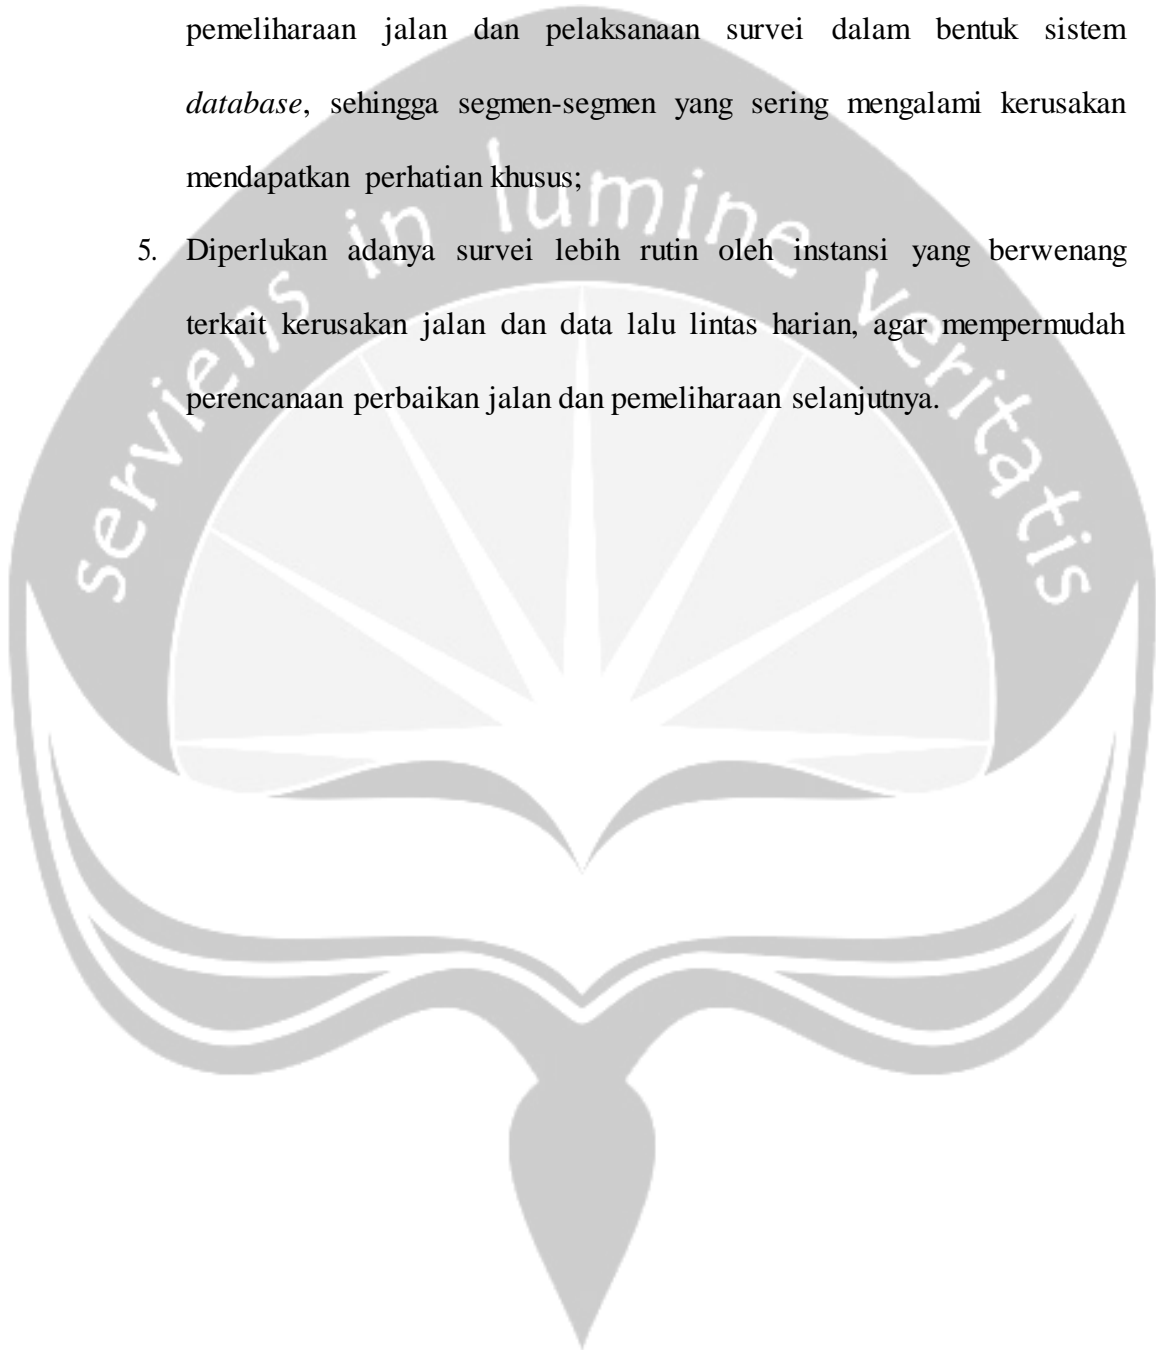 pemeliharaan jalan dan pelaksanaan survei dalam bentuk sistem
database, sehingga segmen-segmen yang sering mengalami kerusakan
mendapatkan perhatian khusus;
5. Diperlukan adanya survei lebih rutin oleh instansi yang berwenang
terkait kerusakan jalan dan data lalu lintas harian, agar mempermudah
perencanaan perbaikan jalan dan pemeliharaan selanjutnya.
serviens in lumine veritatis